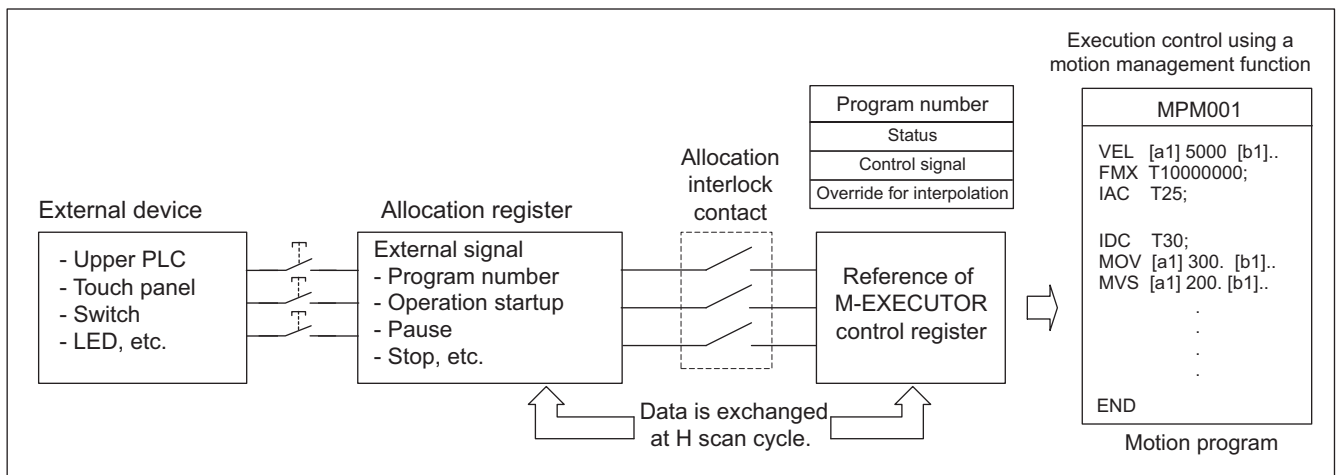 External device
- Upper PLC
- Touch panel
- Switch
- LED, etc.
Allocation register
External signal
- Program number
- Operation startup
- Pause
- Stop, etc.
Allocation
interlock
contact
Program number
Status
Control signal
Override for interpolation
Reference of
M-EXECUTOR
control register
Data is exchanged
at H scan cycle.
Execution control using a
motion management function
MPM001
VEL [a1] 5000 [b1]..
FMX T10000000;
IAC T25;
IDC T30;
MOV [a1] 300. [b1]..
MVS [a1] 200. [b1]..
.
.
.
.
END
Motion program